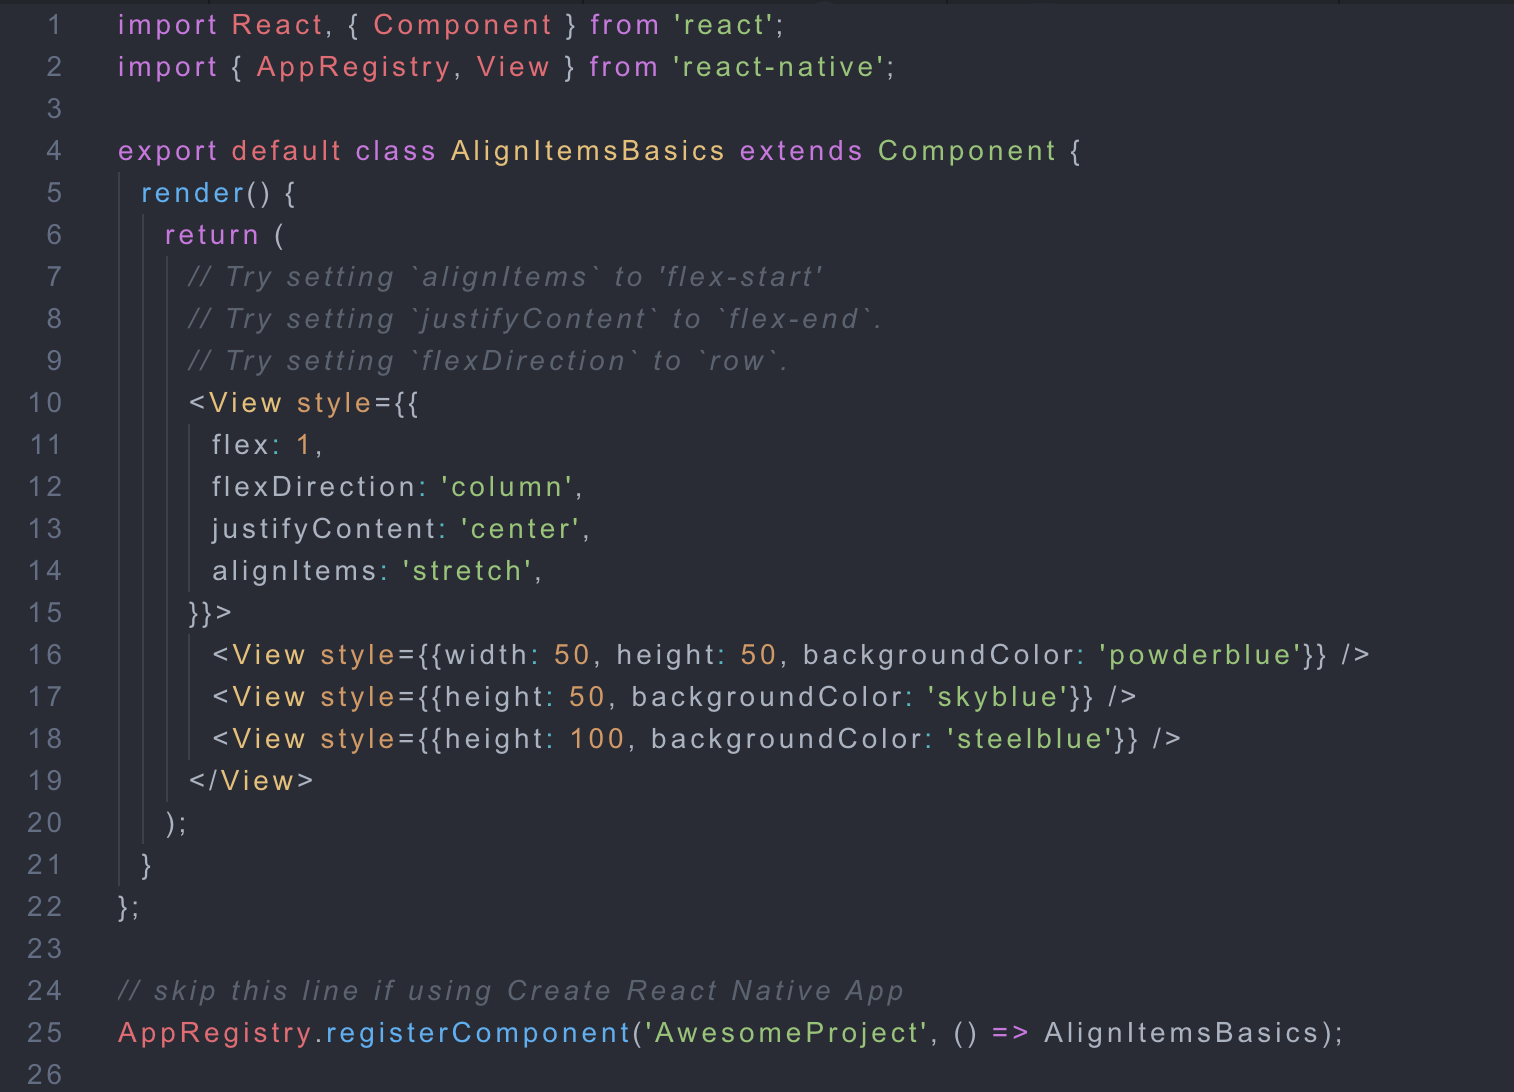 1 import React, { Component } from 'react';
2 import { AppRegistry, View } from 'react-native';
3
4 export default class AlignItemsBasics extends Component {
5   render() {
6     return (
7       // Try setting `alignItems` to 'flex-start'
8       // Try setting `justifyContent` to `flex-end`.
9       // Try setting `flexDirection` to `row`.
10       <View style={{
11         flex: 1,
12         flexDirection: 'column',
13         justifyContent: 'center',
14         alignItems: 'stretch',
15       }}>
16         <View style={{width: 50, height: 50, backgroundColor: 'powderblue'}} />
17         <View style={{height: 50, backgroundColor: 'skyblue'}} />
18         <View style={{height: 100, backgroundColor: 'steelblue'}} />
19       </View>
20     );
21   }
22 };
23
24 // skip this line if using Create React Native App
25 AppRegistry.registerComponent('AwesomeProject', () => AlignItemsBasics);
26